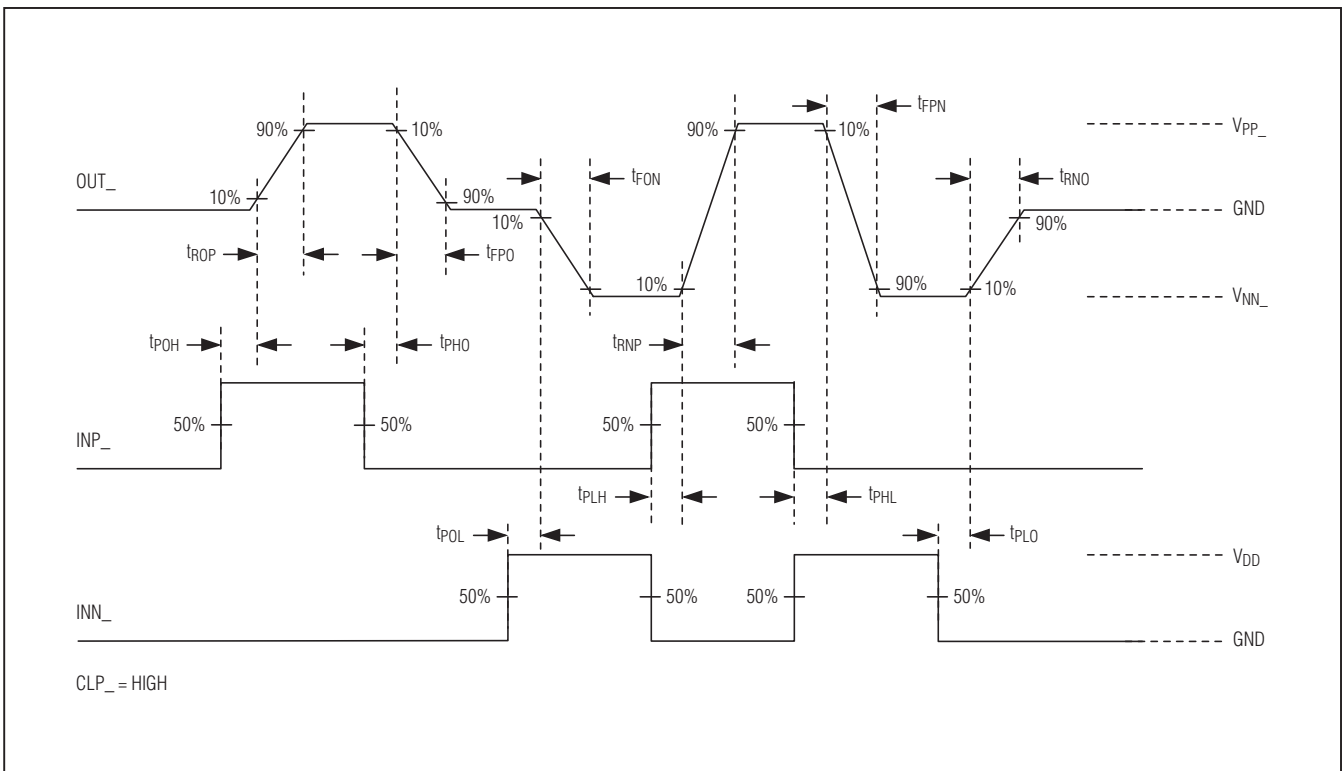 tFPN
VPP_
90%
10%
90%
10%
OUT_
tFON
tRNO
10%
90%
10%
GND
90%
tROP
tFPO
10%
90%
10%
VNN_
tPOH
tPHO
tRNP
50%
50%
50%
50%
INP_
tPLH
tPHL
tPOL
tPLO
VDD
50%
50%
50%
50%
INN_
GND
CLP_ = HIGH